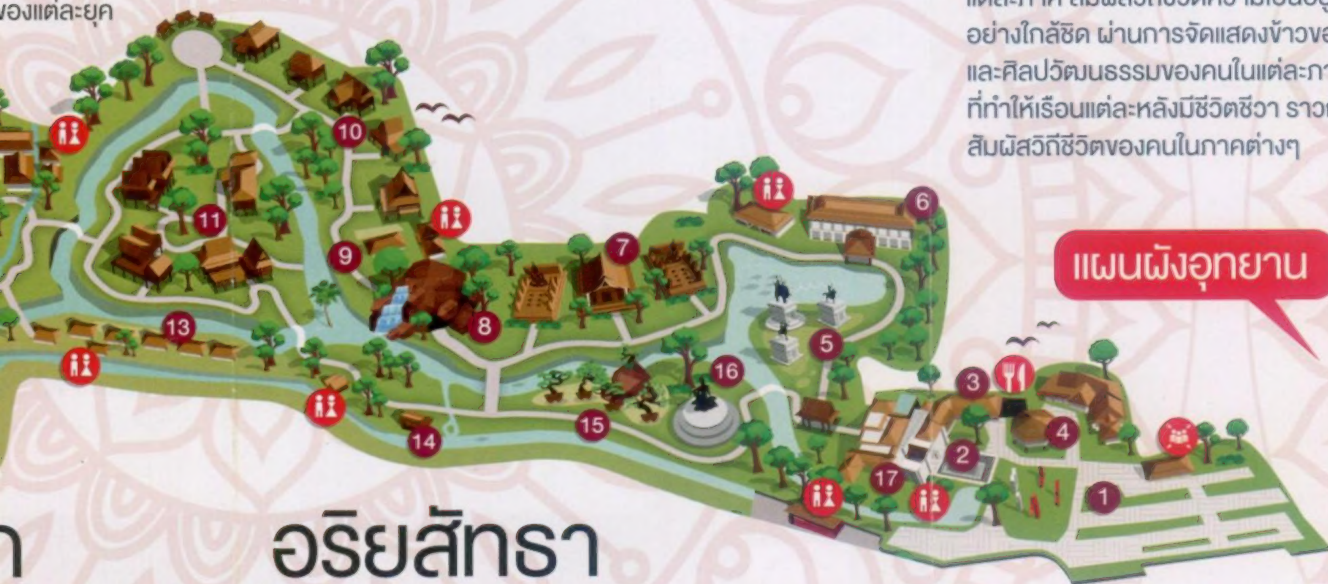 ของแต่ละยุค
อย่างใกล้ชิด ผ่านการจัดแสดงข้าว
และศิลปวัฒนธรรมของคนในแต่ละ
ที่ทำให้เรือนแต่ละหลังมีชีวิตชีวา
สัมผัสวิถีชีวิตของคนในภาคต่างๆ
แผนผังอุทยาน
10
11
9
7
6
8
13
5
16
3
4
15
14
2
17
1
อริยสัทธา